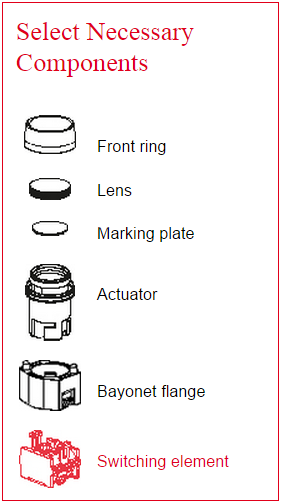 Select Necessary
Components
Front ring
Lens
Marking plate
Actuator
Bayonet flange
Switching element